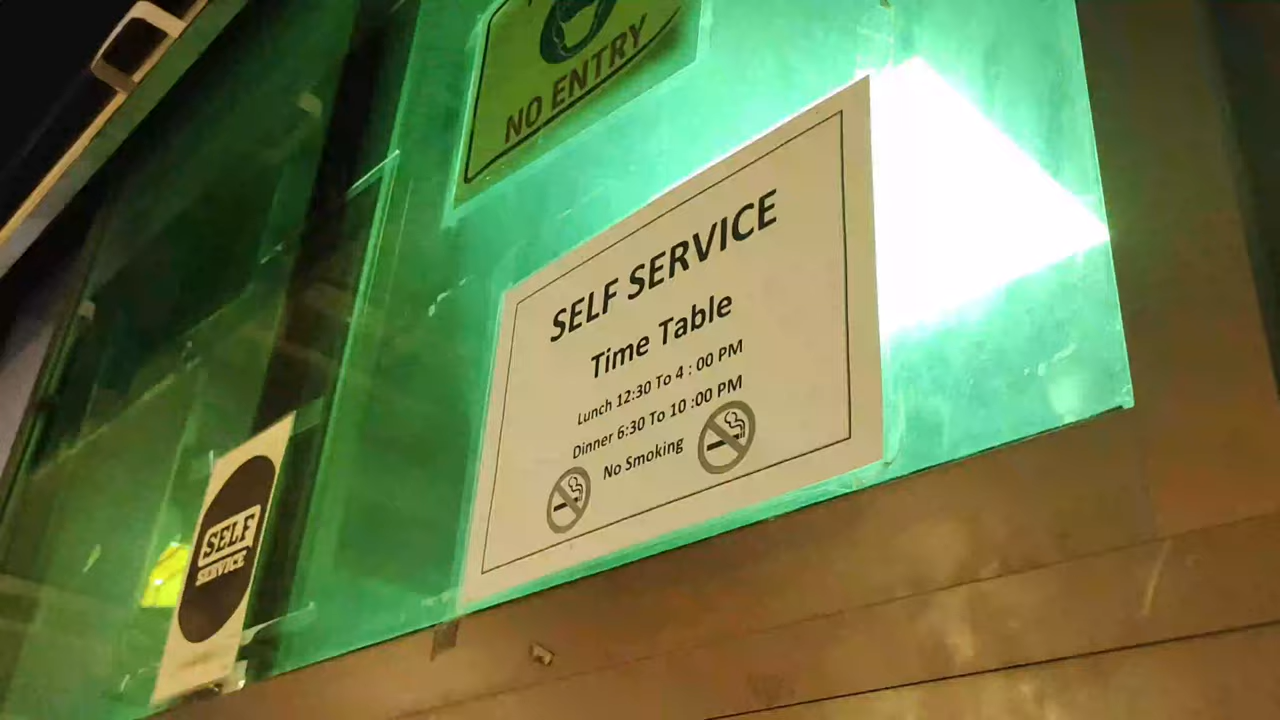 NO ENTRY
SELF SERVICE
Time Table
Lunch 12:30 To 4 : 00 PM
Dinner 6:30 To 10 :00 PM
No Smoking
SELF
SERVICE